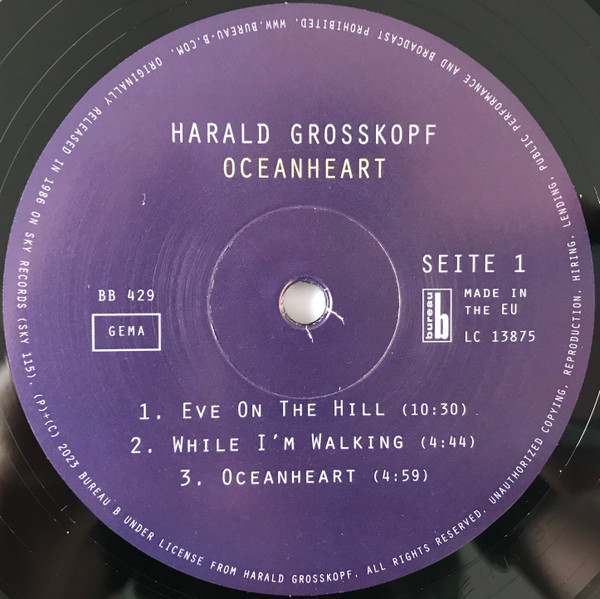 HARALD GROSSKOPF
OCEANHEART
SEITE 1
BB 429
GEMA
bureau b
MADE IN
THE EU
LC 13875
1. EVE ON THE HILL (10:30)
2. WHILE I'M WALKING (4:44)
3. OCEANHEART (4:59)
ORIGINALLY RELEASED IN 1986 ON SKY RECORDS (SKY 115). (P)+(C) 2023 BUREAU B UNDER LICENSE FROM HARALD GROSSKOPF. ALL RIGHTS RESERVED. UNAUTHORIZED COPYING, REPRODUCTION, HIRING, LENDING, PUBLIC PERFORMANCE AND BROADCAST PROHIBITED. WWW.BUREAU-B.COM.